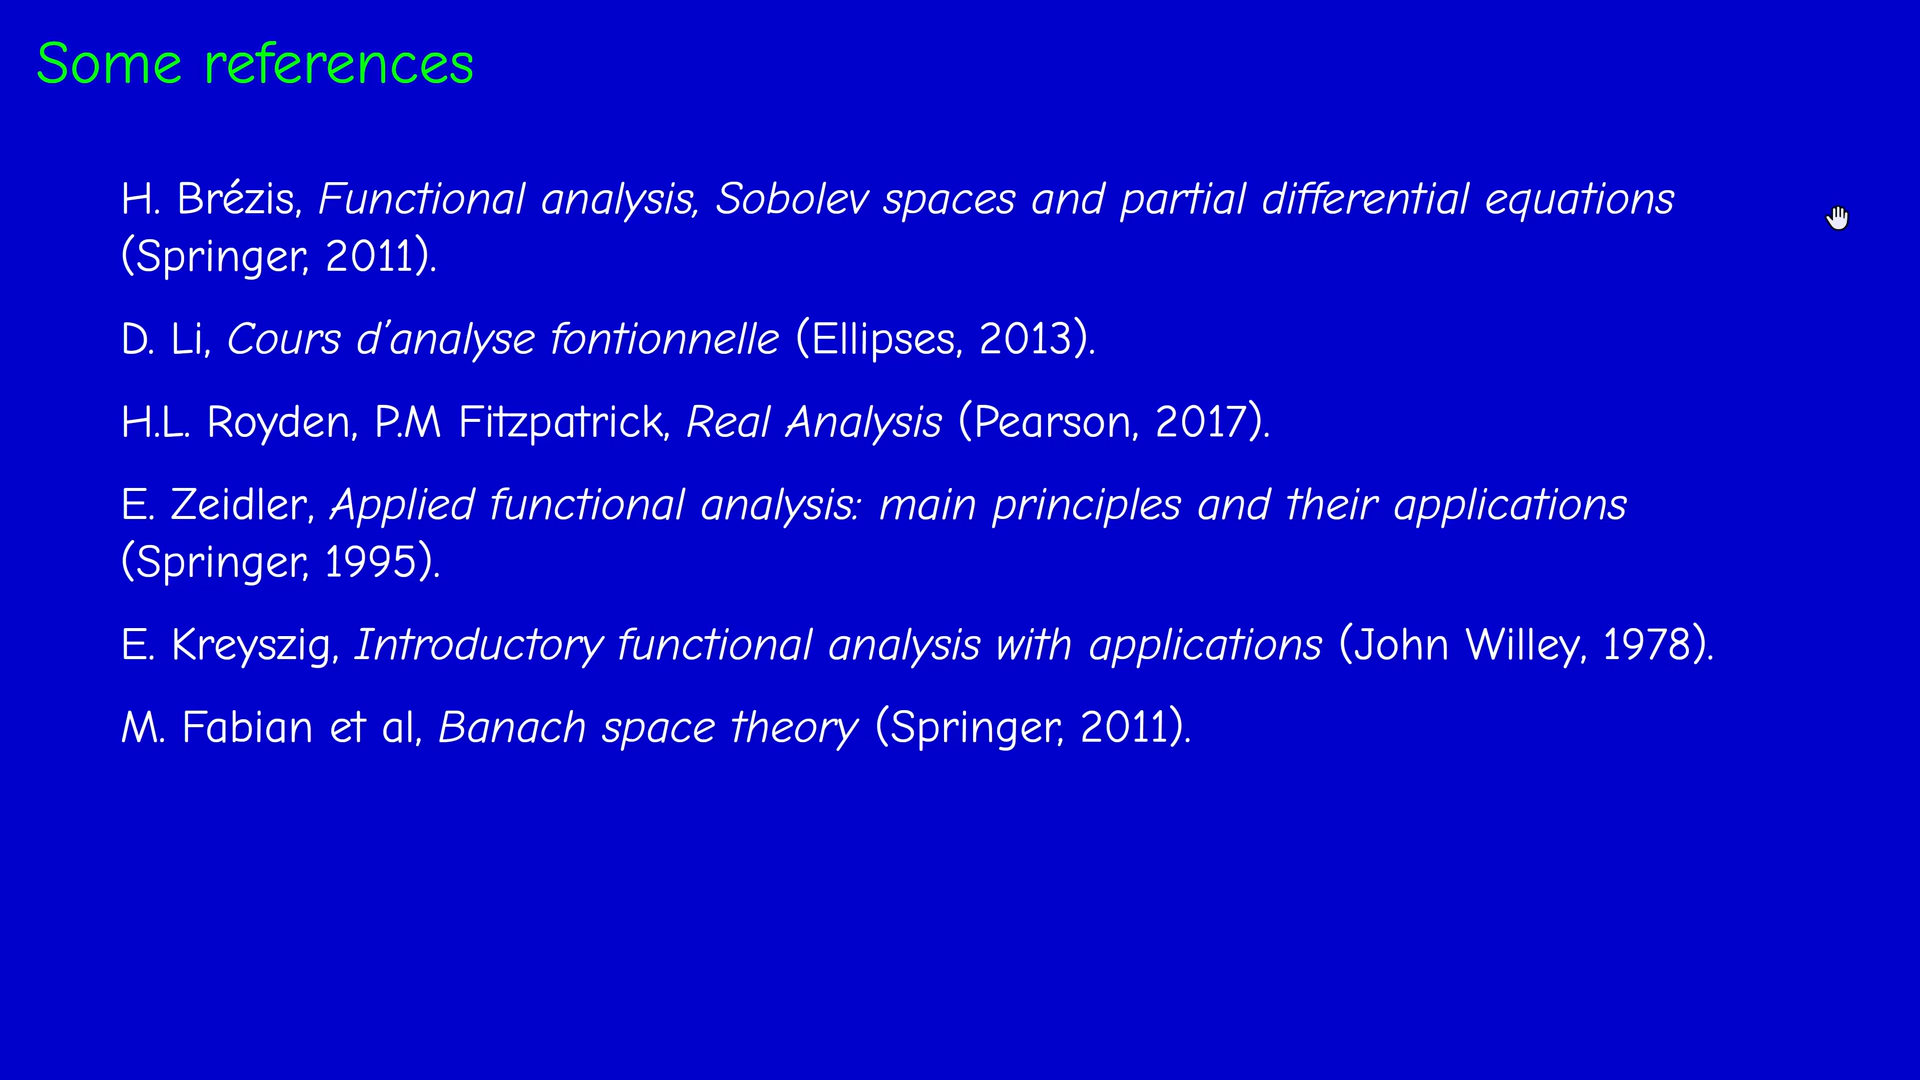 Some references
H. Brézis, Functional analysis, Sobolev spaces and partial differential equations
(Springer, 2011).
D. Li, Cours d'analyse fontionnelle (Ellipses, 2013).
H.L. Royden, P.M Fitzpatrick, Real Analysis (Pearson, 2017).
E. Zeidler, Applied functional analysis: main principles and their applications
(Springer, 1995).
E. Kreyszig, Introductory functional analysis with applications (John Willey, 1978).
M. Fabian et al, Banach space theory (Springer, 2011).